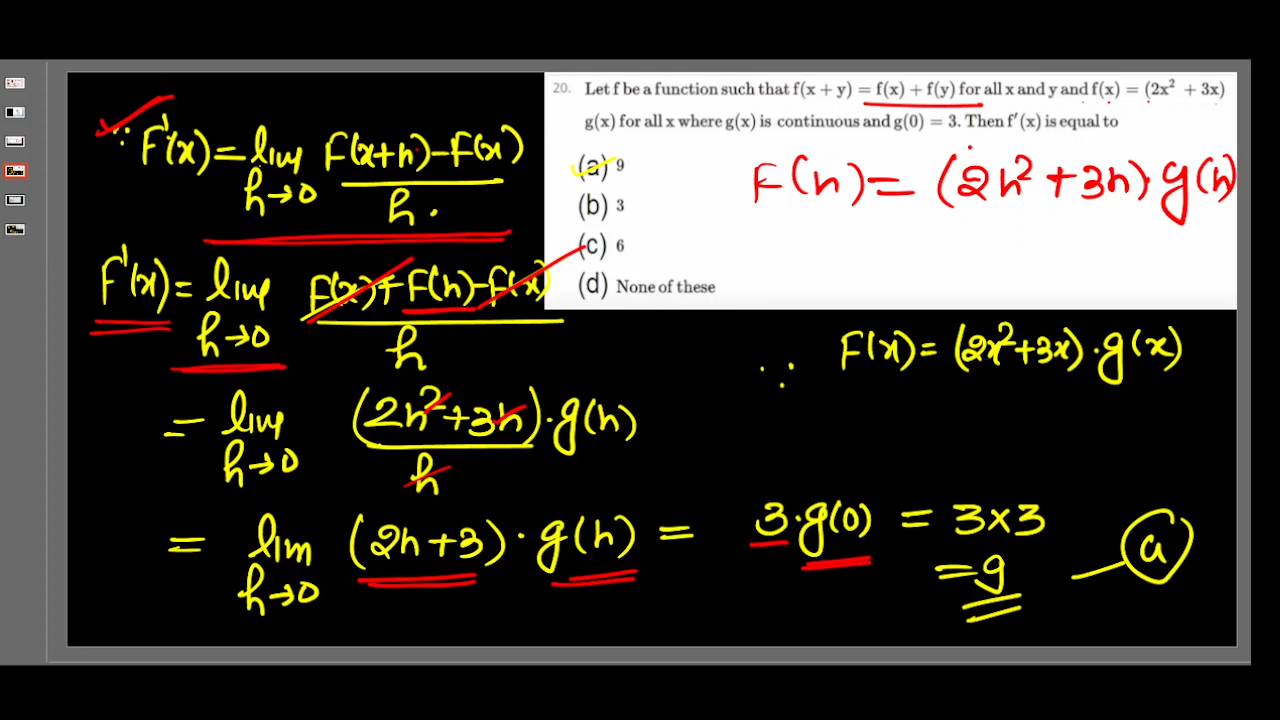 20. Let f be a function such that f(x + y) = f(x) + f(y) for all x and y and f(x) = (2x² + 3x)
g(x) for all x where g(x) is continuous and g(0) = 3. Then f′(x) is equal to
(a) 9
(b) 3
(c) 6
(d) None of these
F(h) = (2h² + 3h) · g(h)
∵ F'(x) = lim h→0 F(x+h) − F(x) / h .
F'(x) = lim h→0 F(x) + F(h) − F(x) / h
∵ F(x) = (2x² + 3x) · g(x)
= lim h→0 (2h² + 3h) · g(h) / h
= lim h→0 (2h + 3) · g(h) = 3 · g(0) = 3 × 3
= 9 — a